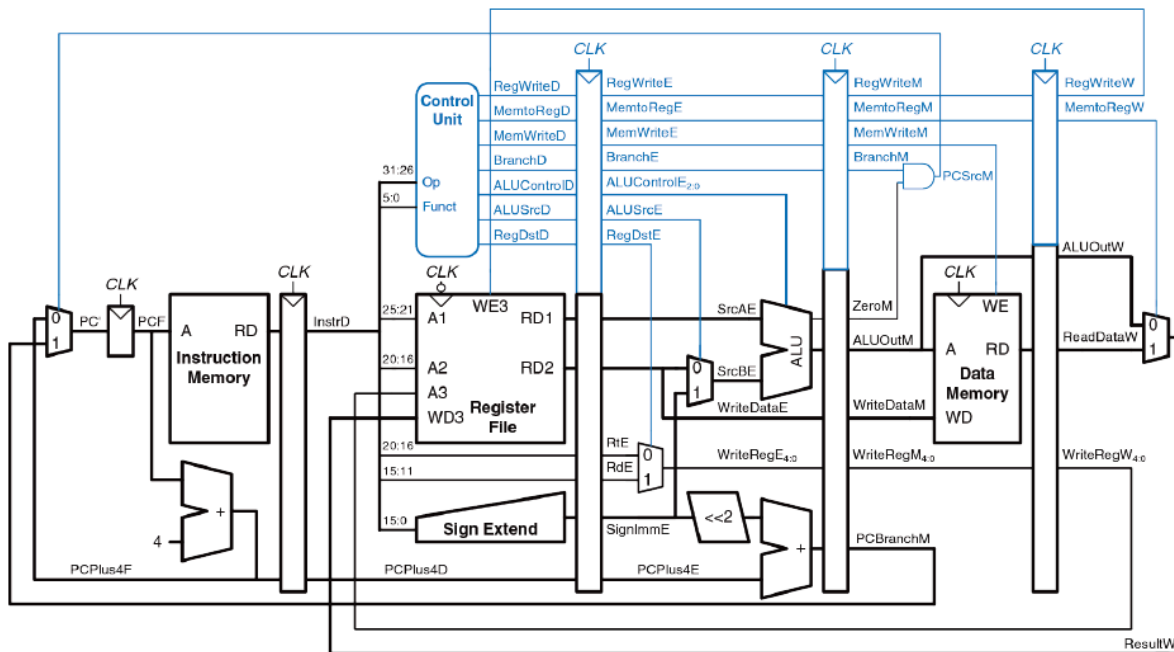 CLK
CLK
CLK
Control
Unit
Op
Funct
31:26
5:0
RegWriteD
MemtoRegD
MemWriteD
BranchD
ALUControlD
ALUSrcD
RegDstD
RegWriteE
MemtoRegE
MemWriteE
BranchE
ALUControlE2:0
ALUSrcE
RegDstE
RegWriteM
MemtoRegM
MemWriteM
BranchM
PCSrcM
RegWriteW
MemtoRegW
0
1
PC'
CLK
PCF
A RD
Instruction
Memory
CLK
InstrD
25:21
20:16
20:16
15:11
15:0
CLK
WE3
A1 RD1
A2 RD2
A3
WD3
Register
File
Sign Extend
RtE
RdE
0
1
SignImmE
<<2
SrcAE
0
1
SrcBE
ALU
WriteDataE
WriteRegE4:0
+
ZeroM
ALUOutM
WriteDataM
WriteRegM4:0
PCBranchM
CLK
WE
A RD
Data
Memory
WD
ALUOutW
ReadDataW
0
1
WriteRegW4:0
+
4
PCPlus4F
PCPlus4D
PCPlus4E
ResultW